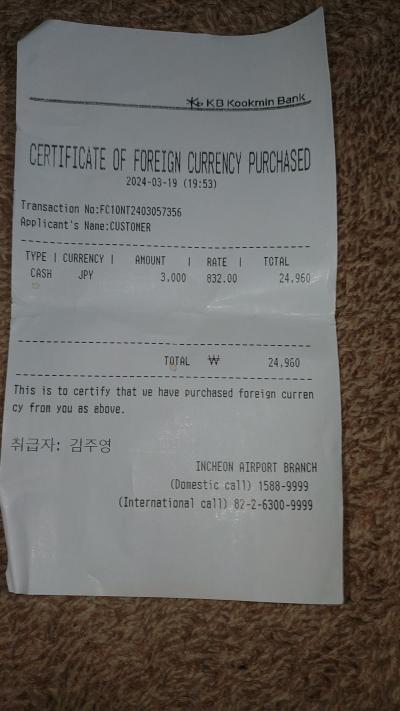 KB Kookmin Bank
CERTIFICATE OF FOREIGN CURRENCY PURCHASED
2024-03-19 (19:53)
Transaction No:FC10NT2403057356
Applicant's Name:CUSTOMER
TYPE | CURRENCY | AMOUNT | RATE | TOTAL
CASH JPY 3,000 832.00 24,960
TOTAL ₩ 24,960
This is to certify that we have purchased foreign curren
cy from you as above.
취급자: 김주영
INCHEON AIRPORT BRANCH
(Domestic call) 1588-9999
(International call) 82-2-6300-9999